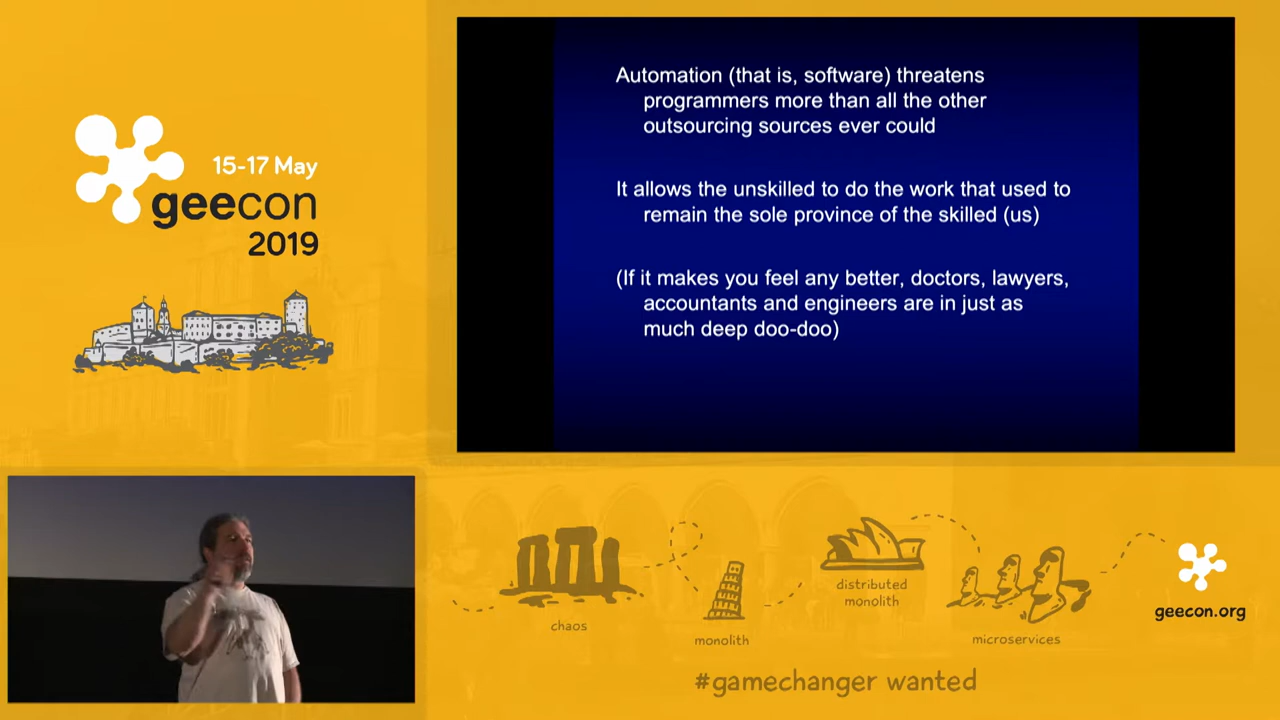 15-17 May
geecon
2019
Automation (that is, software) threatens
programmers more than all the other
outsourcing sources ever could
It allows the unskilled to do the work that used to
remain the sole province of the skilled (us)
(If it makes you feel any better, doctors, lawyers,
accountants and engineers are in just as
much deep doo-doo)
chaos
monolith
distributed
monolith
microservices
geecon.org
#gamechanger wanted